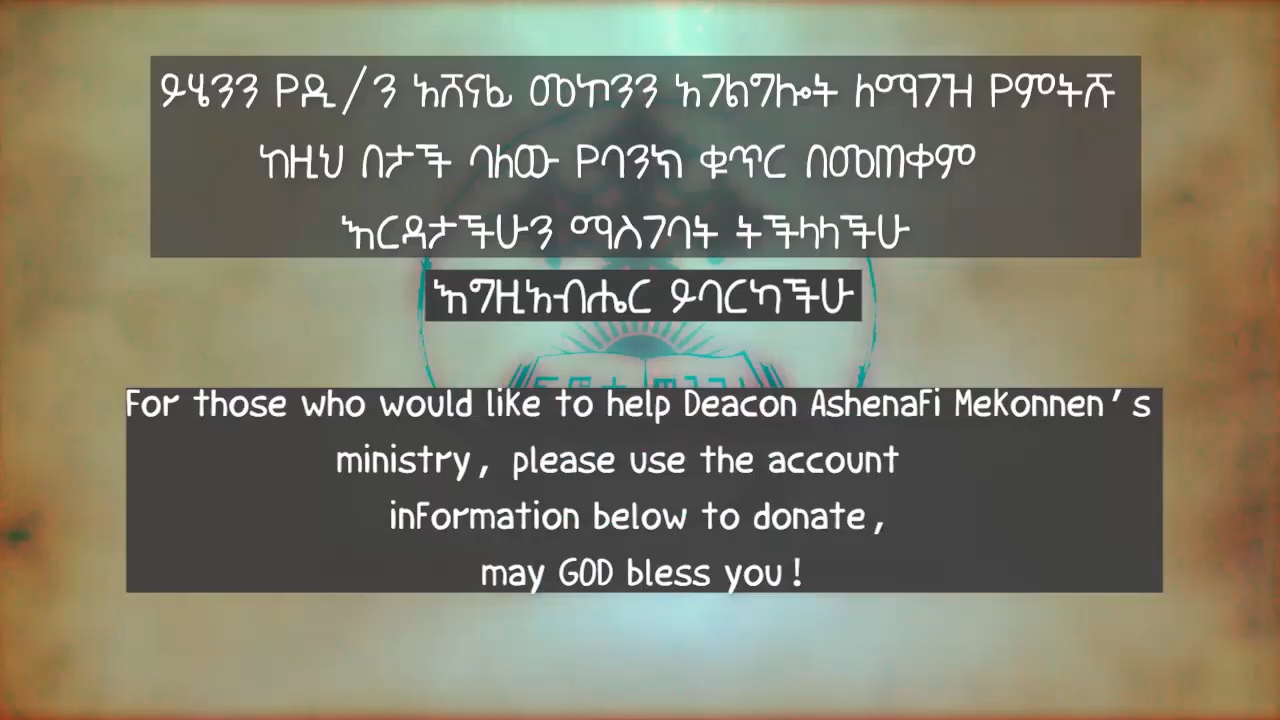 ይሄንን የዲ/ን አሸናፊ መኮንን አገልግሎት ለማገዝ የምትሹ
ከዚህ በታች ባለው የባንክ ቁጥር በመጠቀም
እርዳታችሁን ማስገባት ትችላላችሁ
እግዚአብሔር ይባርካችሁ
For those who would like to help Deacon Ashenafi Mekonnen's
ministry, please use the account
information below to donate,
may GOD bless you!